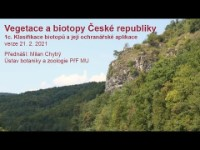 Vegetace a biotopy České republiky
1c. Klasifikace biotopů a její ochranářské aplikace
verze 21. 2. 2021
Přednáší: Milan Chytrý
Ústav botaniky a zoologie PřF MU